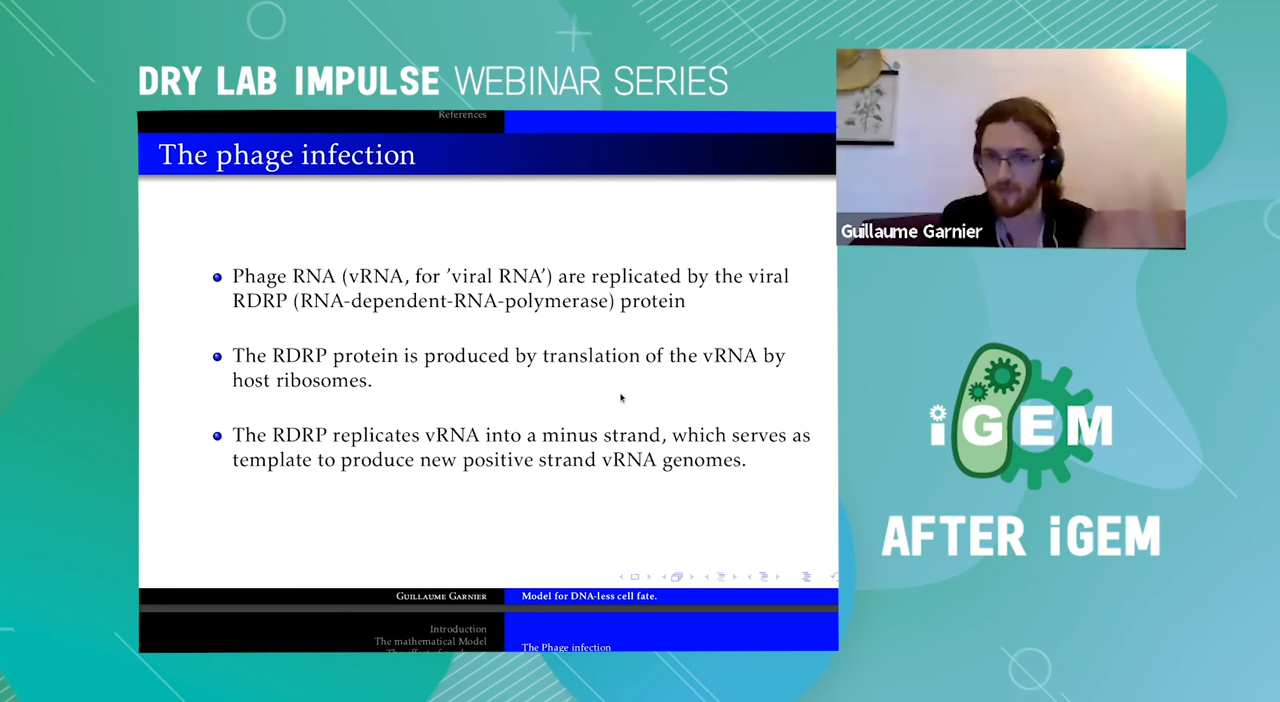 DRY LAB IMPULSE WEBINAR SERIES
References
The phage infection
Phage RNA (vRNA, for 'viral RNA') are replicated by the viral
RDRP (RNA-dependent-RNA-polymerase) protein
The RDRP protein is produced by translation of the vRNA by
host ribosomes.
The RDRP replicates vRNA into a minus strand, which serves as
template to produce new positive strand vRNA genomes.
GUILLAUME GARNIER
Model for DNA-less cell fate.
Introduction
The mathematical Model
The Phage infection
Guillaume Garnier
iGEM
AFTER iGEM